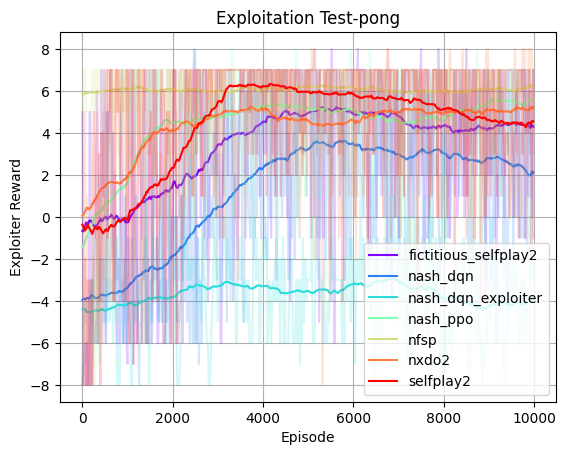 Exploitation Test-pong
Exploiter Reward
8
6
4
2
0
−2
−4
−6
−8
fictitious_selfplay2
nash_dqn
nash_dqn_exploiter
nash_ppo
nfsp
nxdo2
selfplay2
0 2000 4000 6000 8000 10000
Episode